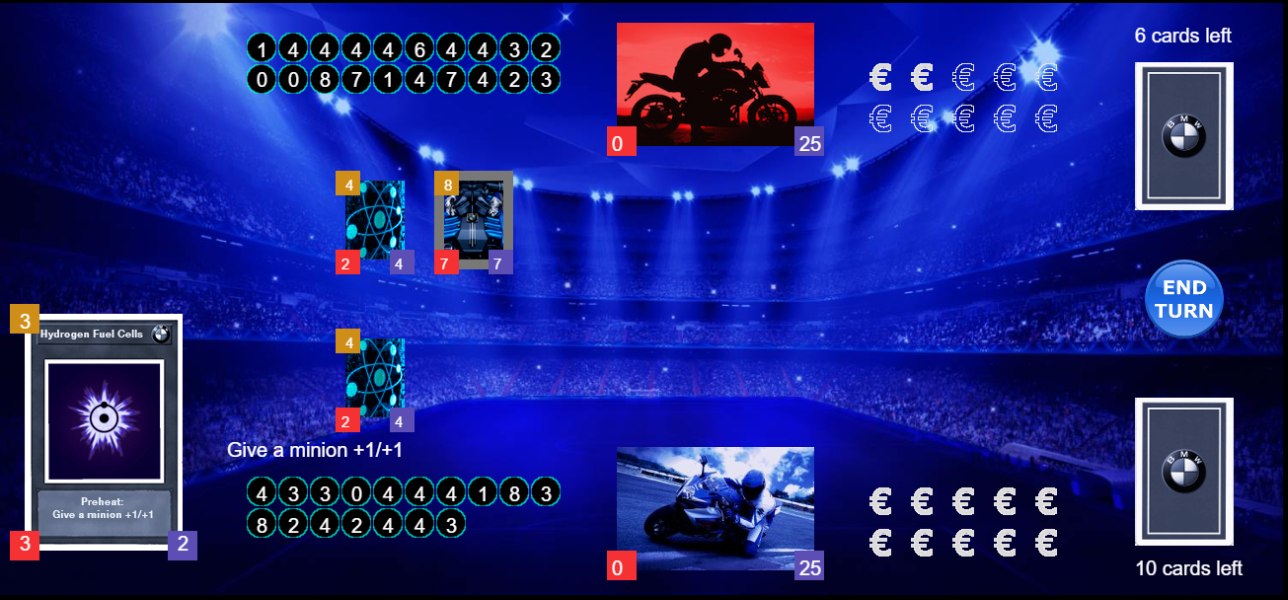 1 4 4 4 4 6 4 4 3 2
0 0 8 7 1 4 7 4 2 3
0
25
€ € € € €
€ € € € €
6 cards left
BMW
4
2
4
8
7
7
END
TURN
3
Hydrogen Fuel Cells
Preheat:
Give a minion +1/+1
3
2
4
2
4
Give a minion +1/+1
4 3 3 0 4 4 4 1 8 3
8 2 4 2 4 4 3
0
25
€ € € € €
€ € € € €
BMW
10 cards left